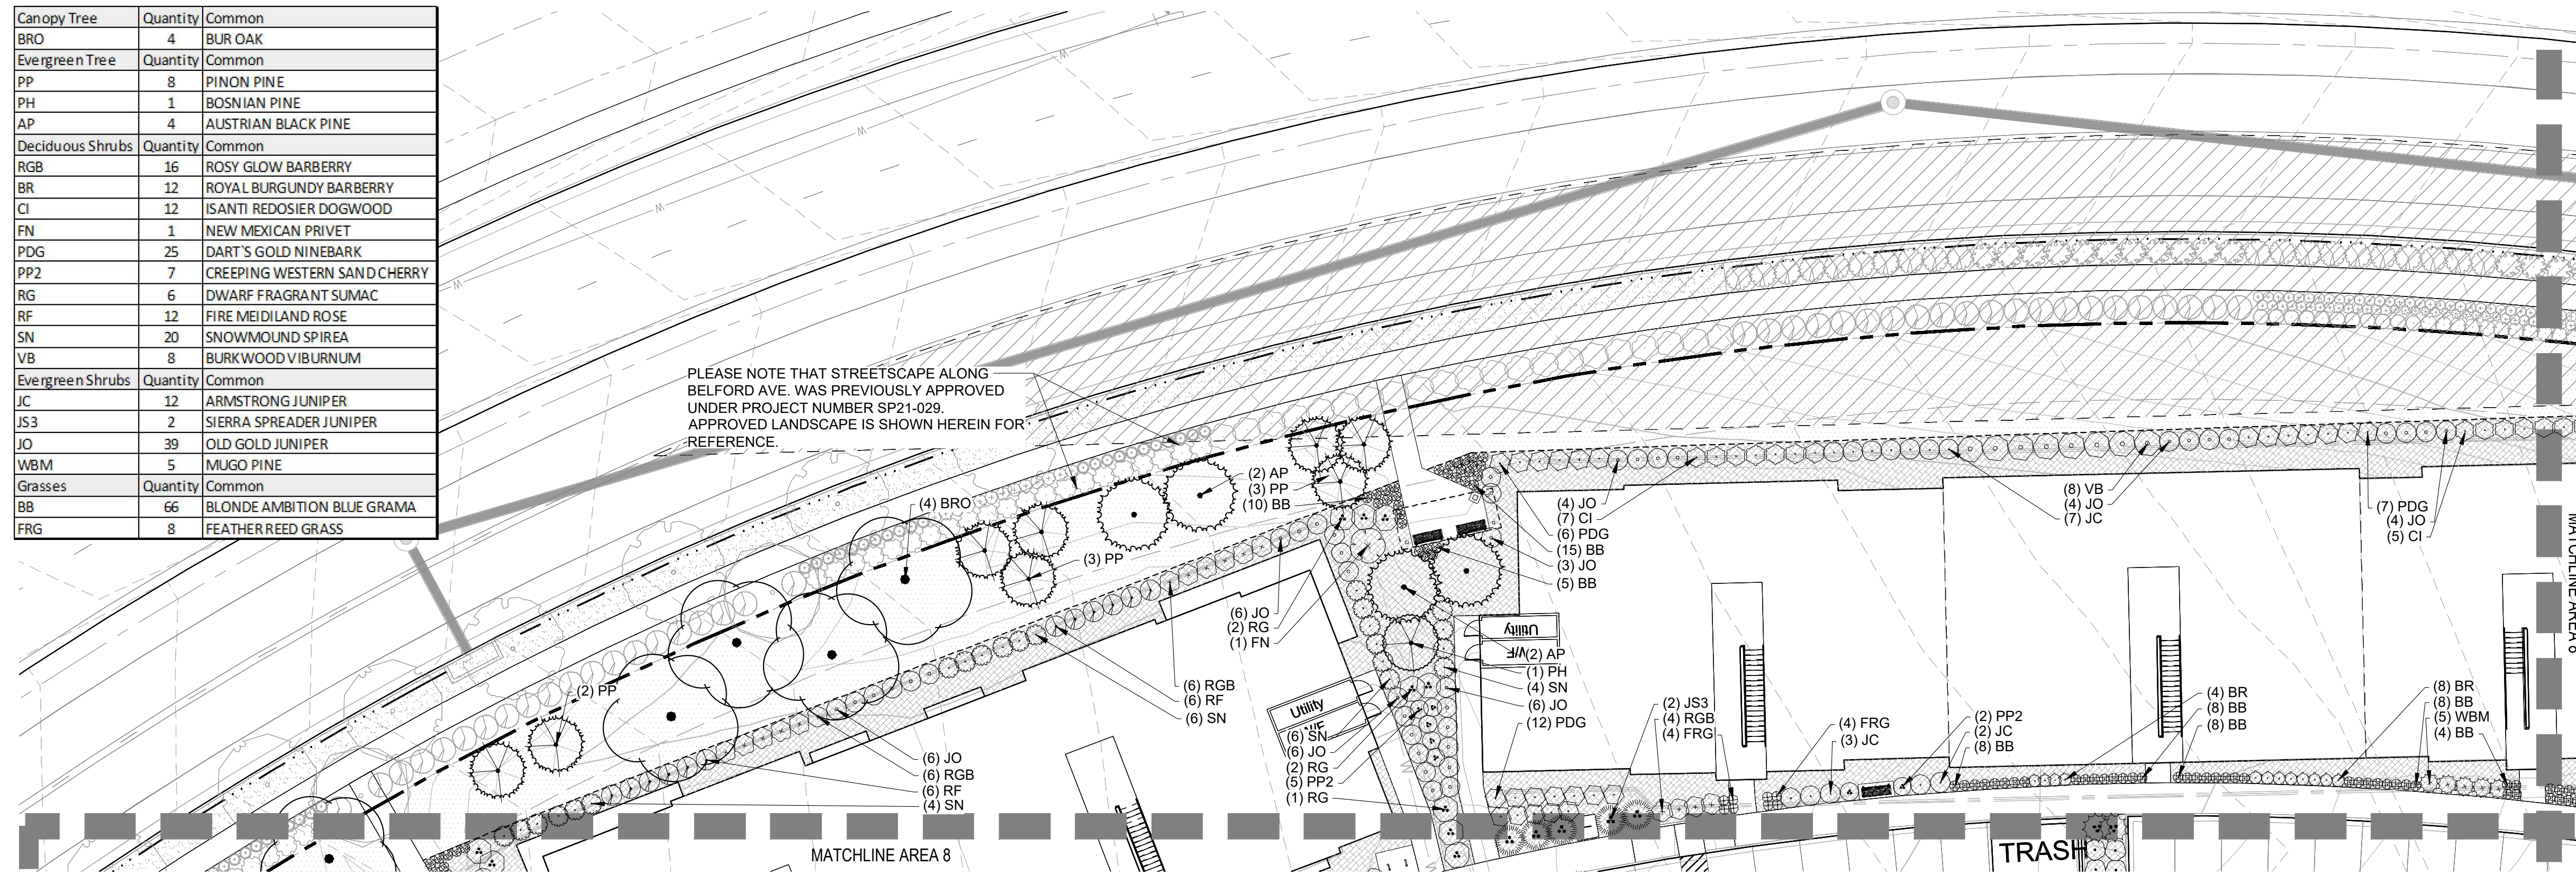 Canopy Tree Quantity Common
BRO 4 BUR OAK
Evergreen Tree Quantity Common
PP 8 PINON PINE
PH 1 BOSNIAN PINE
AP 4 AUSTRIAN BLACK PINE
Deciduous Shrubs Quantity Common
RGB 16 ROSY GLOW BARBERRY
BR 12 ROYAL BURGUNDY BARBERRY
CI 12 ISANTI REDOSIER DOGWOOD
FN 1 NEW MEXICAN PRIVET
PDG 25 DART`S GOLD NINEBARK
PP2 7 CREEPING WESTERN SAND CHERRY
RG 6 DWARF FRAGRANT SUMAC
RF 12 FIRE MEIDILAND ROSE
SN 20 SNOWMOUND SPIREA
VB 8 BURKWOOD VIBURNUM
Evergreen Shrubs Quantity Common
JC 12 ARMSTRONG JUNIPER
JS3 2 SIERRA SPREADER JUNIPER
JO 39 OLD GOLD JUNIPER
WBM 5 MUGO PINE
Grasses Quantity Common
BB 66 BLONDE AMBITION BLUE GRAMA
FRG 8 FEATHER REED GRASS
W
W
W
W
PLEASE NOTE THAT STREETSCAPE ALONG
BELFORD AVE. WAS PREVIOUSLY APPROVED
UNDER PROJECT NUMBER SP21-029.
APPROVED LANDSCAPE IS SHOWN HEREIN FOR
REFERENCE.
(4) BRO
(2) AP
(3) PP
(10) BB
(3) PP
(2) PP
(6) JO
(2) RG
(1) FN
(6) RGB
(6) RF
(6) SN
(6) JO
(6) RGB
(6) RF
(4) SN
(4) JO
(7) CI
(6) PDG
(15) BB
(3) JO
(5) BB
Utility
W/F
(2) AP
(1) PH
(4) SN
(6) JO
(12) PDG
Utility
WF
(6) SN
(6) JO
(2) RG
(5) PP2
(1) RG
(2) JS3
(4) RGB
(4) FRG
(4) FRG
(3) JC
(2) PP2
(2) JC
(8) BB
(8) VB
(4) JO
(7) JC
(4) BR
(8) BB
(8) BB
(7) PDG
(4) JO
(5) CI
(8) BR
(8) BB
(5) WBM
(4) BB
MATCHLINE AREA 8
TRASH
MATCHLINE AREA